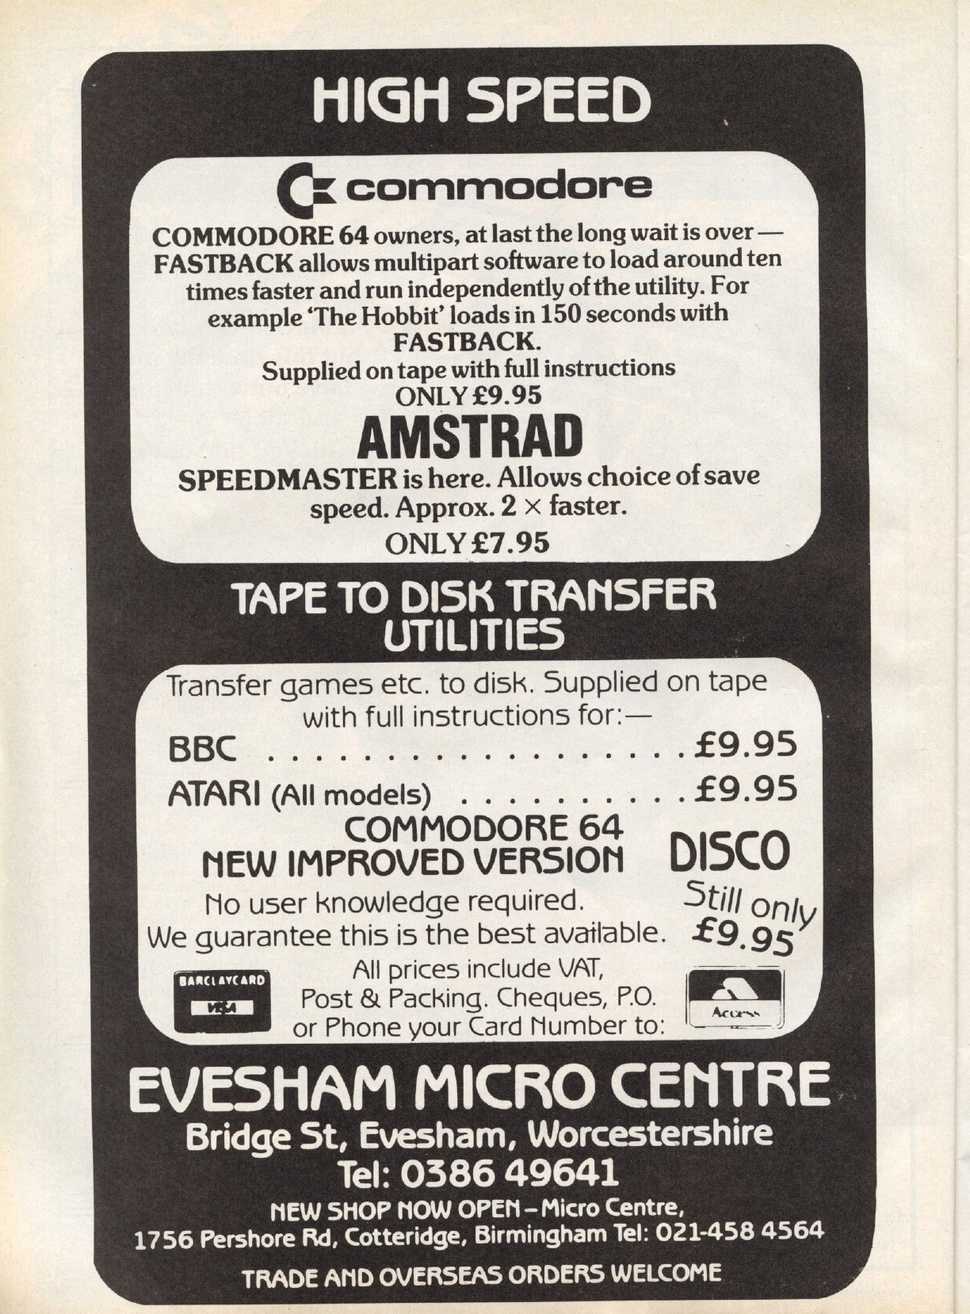 HIGH SPEED
commodore
COMMODORE 64 owners, at last the long wait is over —
FASTBACK allows multipart software to load around ten
times faster and run independently of the utility. For
example ‘The Hobbit’ loads in 150 seconds with
FASTBACK.
Supplied on tape with full instructions
ONLY £9.95
AMSTRAD
SPEEDMASTER is here. Allows choice of save
speed. Approx. 2 × faster.
ONLY £7.95
TAPE TO DISK TRANSFER
UTILITIES
Transfer games etc. to disk. Supplied on tape
with full instructions for:—
BBC . . . . . . . . . . . . . . . . . . £9.95
ATARI (All models) . . . . . . . . . . £9.95
COMMODORE 64
NEW IMPROVED VERSION
DISCO
No user knowledge required.
We guarantee this is the best available.
Still only
£9.95
BARCLAYCARD
VISA
All prices include VAT,
Post & Packing. Cheques, P.O.
or Phone your Card Number to:
Access
EVESHAM MICRO CENTRE
Bridge St, Evesham, Worcestershire
Tel: 0386 49641
NEW SHOP NOW OPEN – Micro Centre,
1756 Pershore Rd, Cotteridge, Birmingham Tel: 021-458 4564
TRADE AND OVERSEAS ORDERS WELCOME